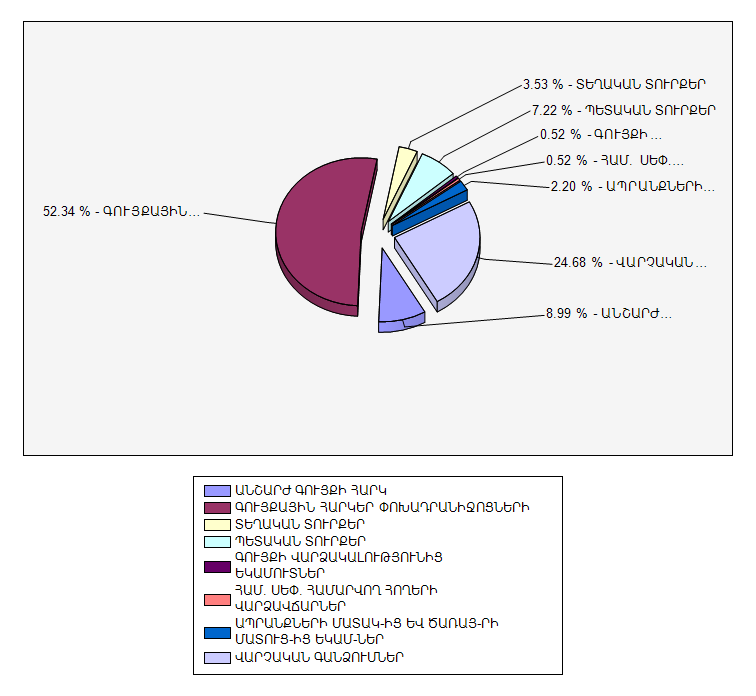 3.53 % - ՏԵՂԱԿԱՆ ՏՈՒՐՔԵՐ
7.22 % - ՊԵՏԱԿԱՆ ՏՈՒՐՔԵՐ
0.52 % - ԳՈՒՅՔԻ ...
0.52 % - ՀԱՄ. ՍԵՓ....
2.20 % - ԱՊՐԱՆՔՆԵՐԻ...
52.34 % - ԳՈՒՅՔԱՅԻՆ...
24.68 % - ՎԱՐՉԱԿԱՆ...
8.99 % - ԱՆՇԱՐԺ...
ԱՆՇԱՐԺ ԳՈՒՅՔԻ ՀԱՐԿ
ԳՈՒՅՔԱՅԻՆ ՀԱՐԿԵՐ ՓՈԽԱԴՐԱՆԻՋՈՑՆԵՐԻ
ՏԵՂԱԿԱՆ ՏՈՒՐՔԵՐ
ՊԵՏԱԿԱՆ ՏՈՒՐՔԵՐ
ԳՈՒՅՔԻ ՎԱՐՁԱԿԱԼՈՒԹՅՈՒՆԻՑ
ԵԿԱՄՈՒՏՆԵՐ
ՀԱՄ. ՍԵՓ. ՀԱՄԱՐՎՈՂ ՀՈՂԵՐԻ
ՎԱՐՁԱՎՃԱՐՆԵՐ
ԱՊՐԱՆՔՆԵՐԻ ՄԱՏԱԿ-ԻՑ ԵՎ ԾԱՌԱՅ-ՐԻ
ՄԱՏՈՒՑ-ԻՑ ԵԿԱՄ-ՆԵՐ
ՎԱՐՉԱԿԱՆ ԳԱՆՁՈՒՄՆԵՐ